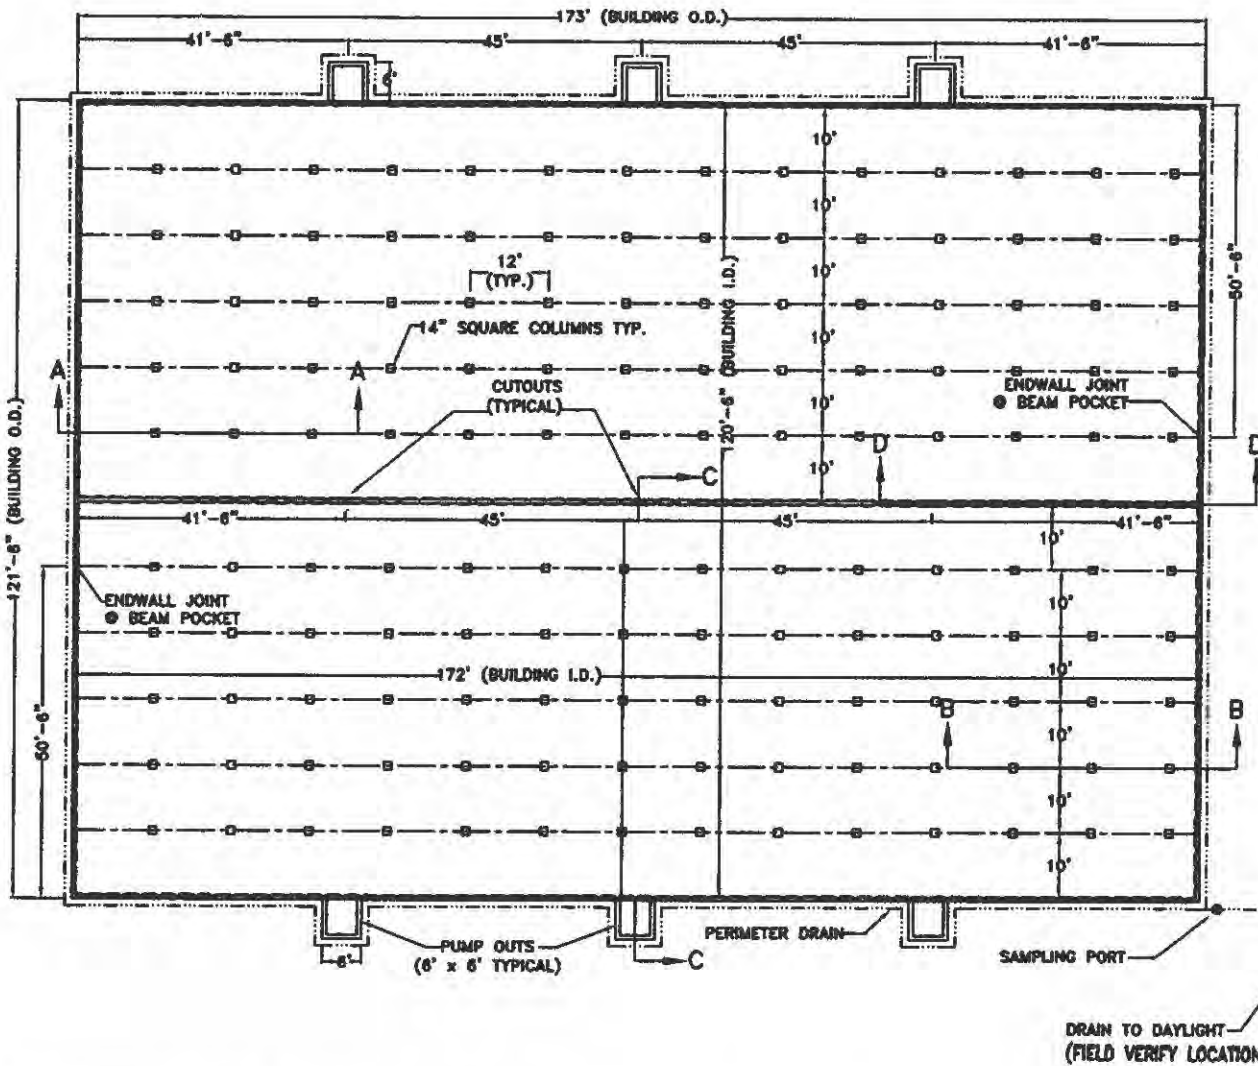 173' (BUILDING O.D.)
41'-6" 45' 45' 41'-6"
6'
10'
10'
10'
10'
10'
10'
12'
(TYP.)
14" SQUARE COLUMNS TYP.
120'-6" (BUILDING I.D.)
50'-6"
121'-6" (BUILDING O.D.)
A A
CUTOUTS
(TYPICAL)
ENDWALL JOINT
@ BEAM POCKET
C
D
41'-6" 45' 45' 41'-6"
10'
10'
10'
10'
10'
10'
ENDWALL JOINT
@ BEAM POCKET
172' (BUILDING I.D.)
50'-6"
B B
6'
PUMP OUTS
(6' x 6' TYPICAL)
C
PERIMETER DRAIN
SAMPLING PORT
DRAIN TO DAYLIGHT
(FIELD VERIFY LOCATION